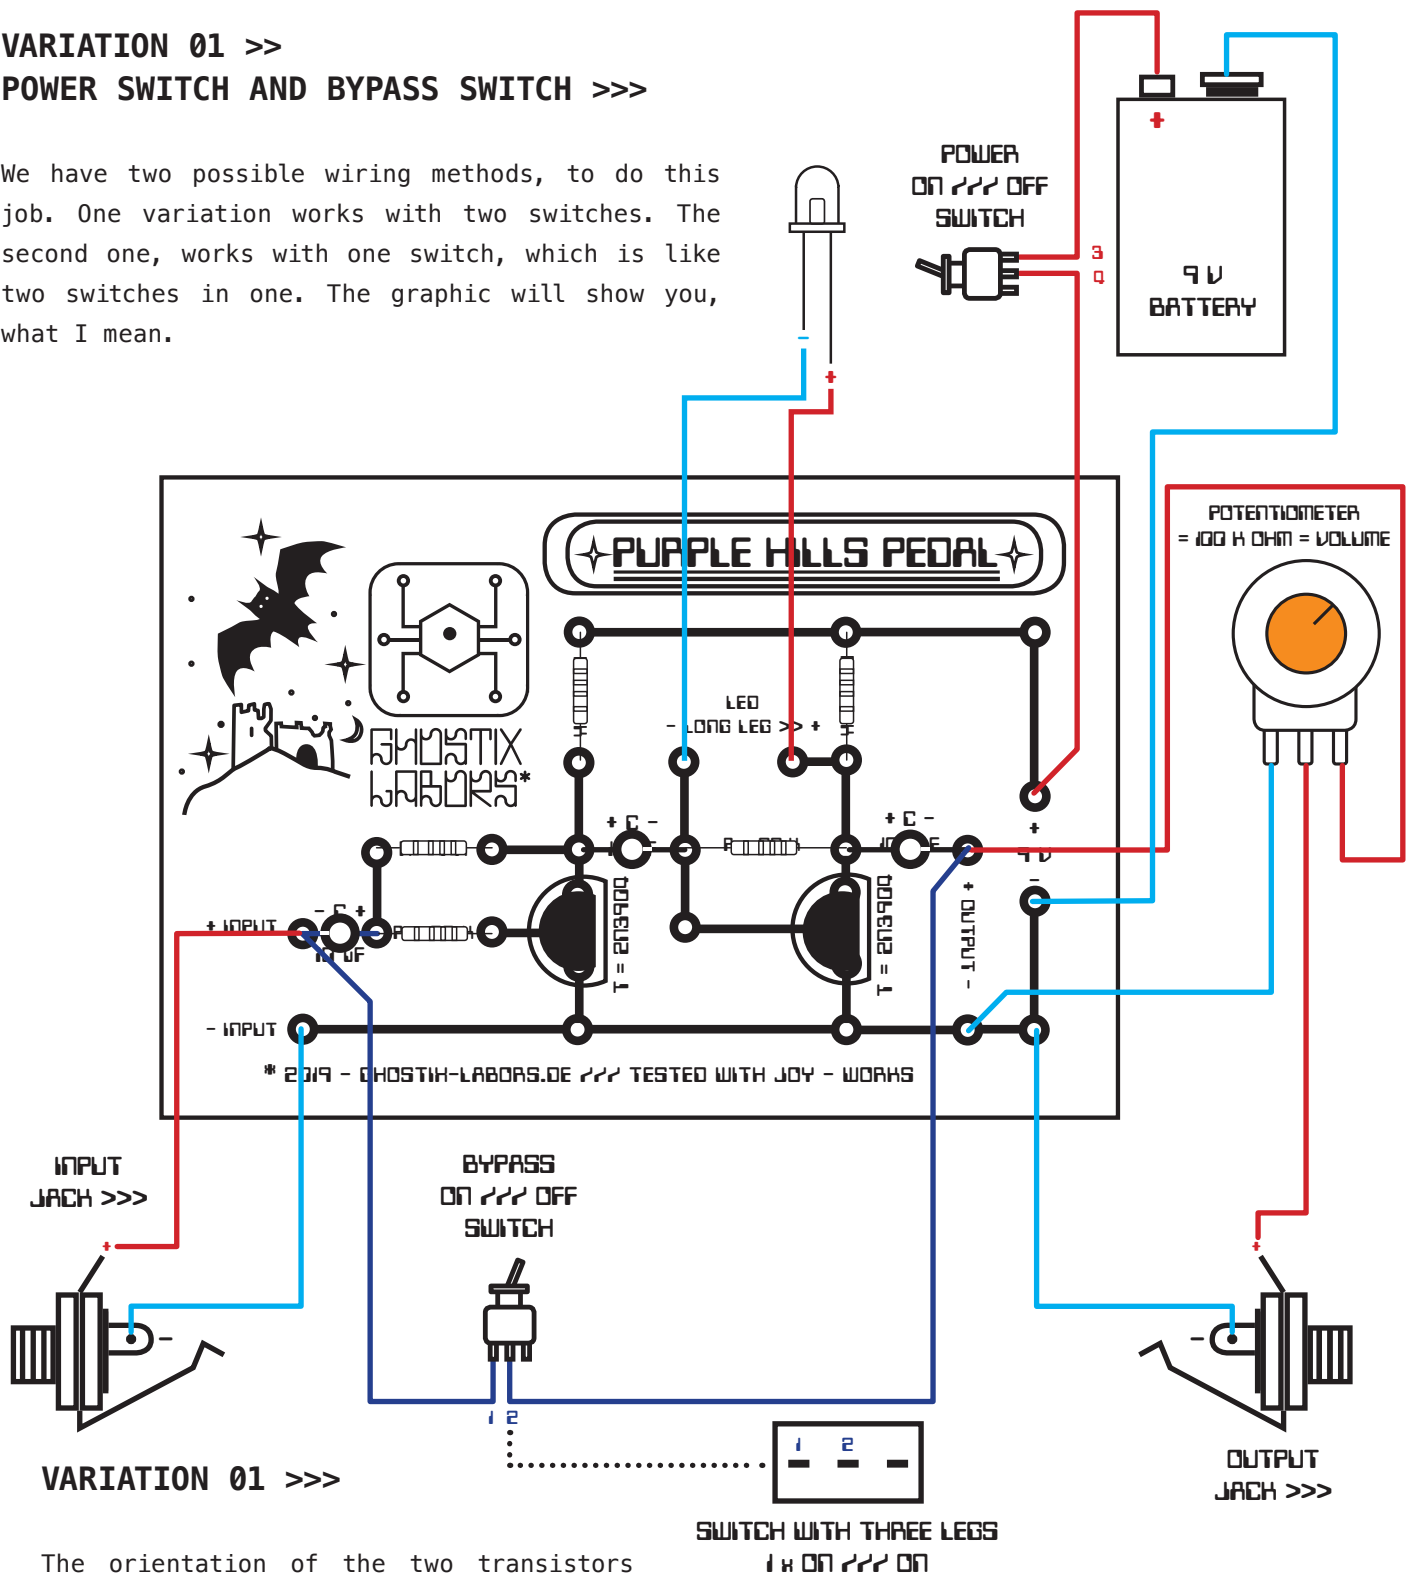 VARIATION 01 >>
POWER SWITCH AND BYPASS SWITCH >>>
We have two possible wiring methods, to do this
job. One variation works with two switches. The
second one, works with one switch, which is like
two switches in one. The graphic will show you,
what I mean.
POWER
ON /// OFF
SWITCH
3
4
+
9 V
BATTERY
-
+
POTENTIOMETER
= 100 K OHM = VOLUME
PURPLE HILLS PEDAL
GHOSTIX
LABORS*
LED
- LONG LEG >> +
+ C -
+ C -
+
9 V
-
- C +
+ INPUT
10 uF
T = 2N3904
T = 2N3904
+ OUTPUT -
- INPUT
* 2019 - GHOSTIX-LABORS.DE /// TESTED WITH JOY - WORKS
INPUT
JACK >>>
+
-
BYPASS
ON /// OFF
SWITCH
1 2
1 2
+
-
OUTPUT
JACK >>>
VARIATION 01 >>>
SWITCH WITH THREE LEGS
1 x ON /// ON
The orientation of the two transistors